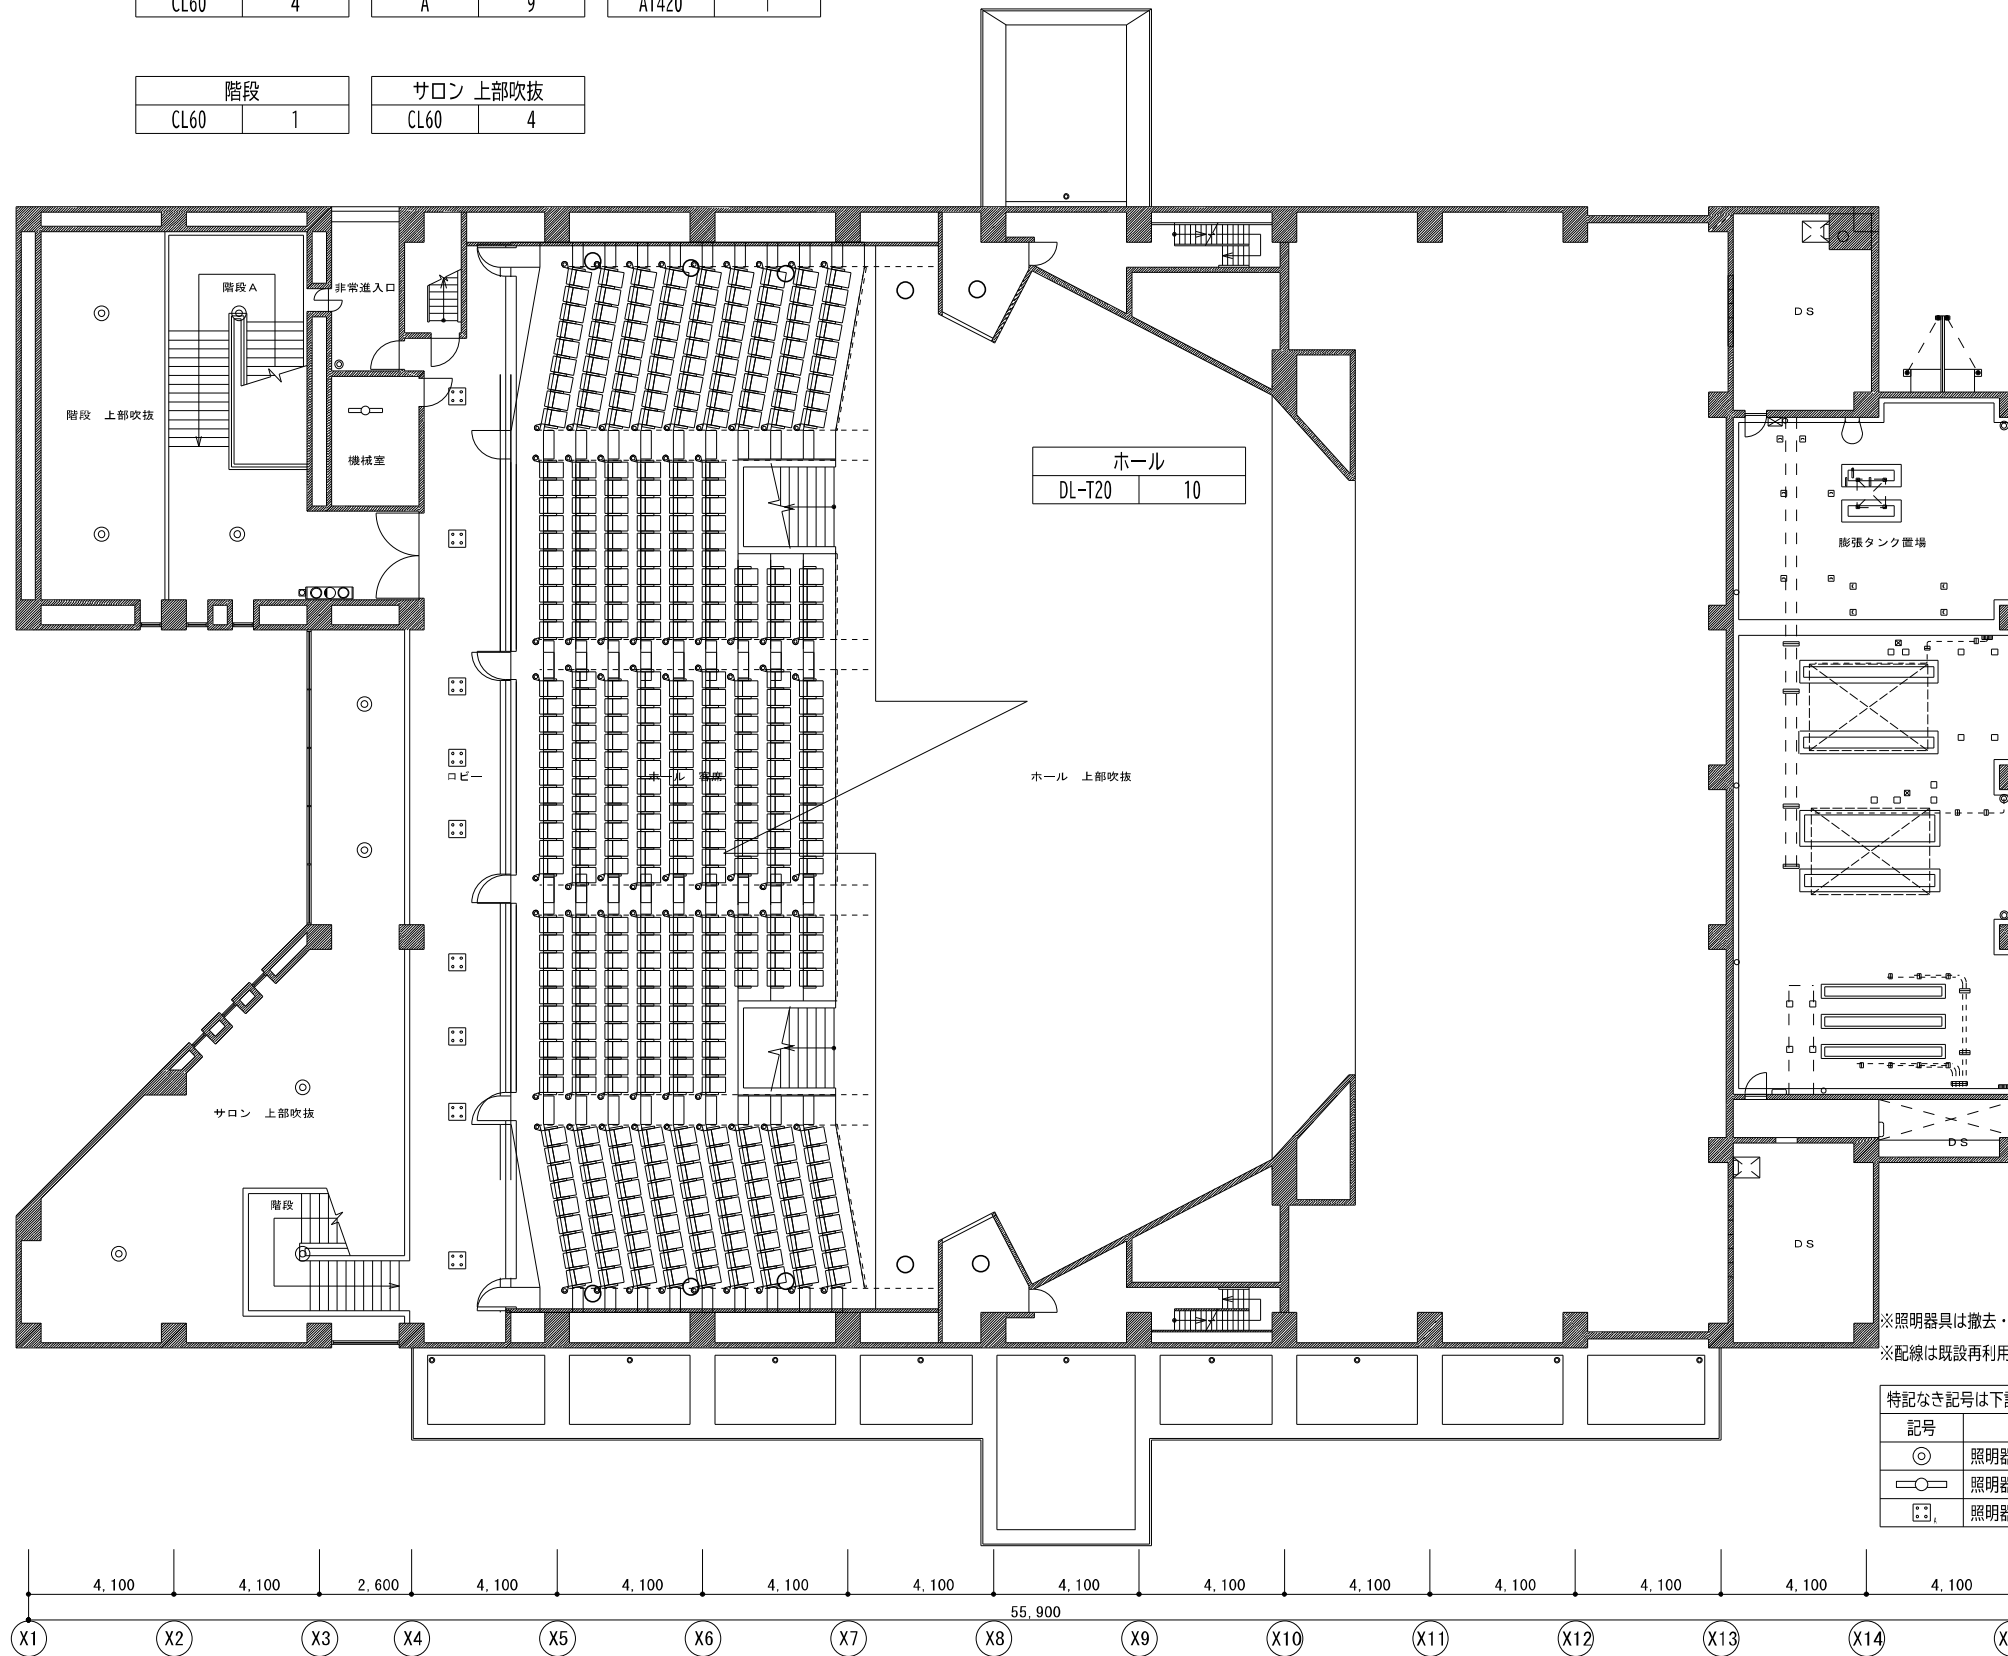 CL60 4 A 9 AT420 1
階段 サロン 上部吹抜
CL60 1 CL60 4
階段A
非常進入口
DS
階段 上部吹抜
機械室
ホール
DL-T20 10
膨張タンク置場
ロビー
ホール 客席
ホール 上部吹抜
サロン 上部吹抜
DS
階段
DS
※照明器具は撤去・
※配線は既設再利用
特記なき記号は下
記号
照明器
照明器
A 照明器
4,100 4,100 2,600 4,100 4,100 4,100 4,100 4,100 4,100 4,100 4,100 4,100 4,100 4,100
55,900
X1 X2 X3 X4 X5 X6 X7 X8 X9 X10 X11 X12 X13 X14